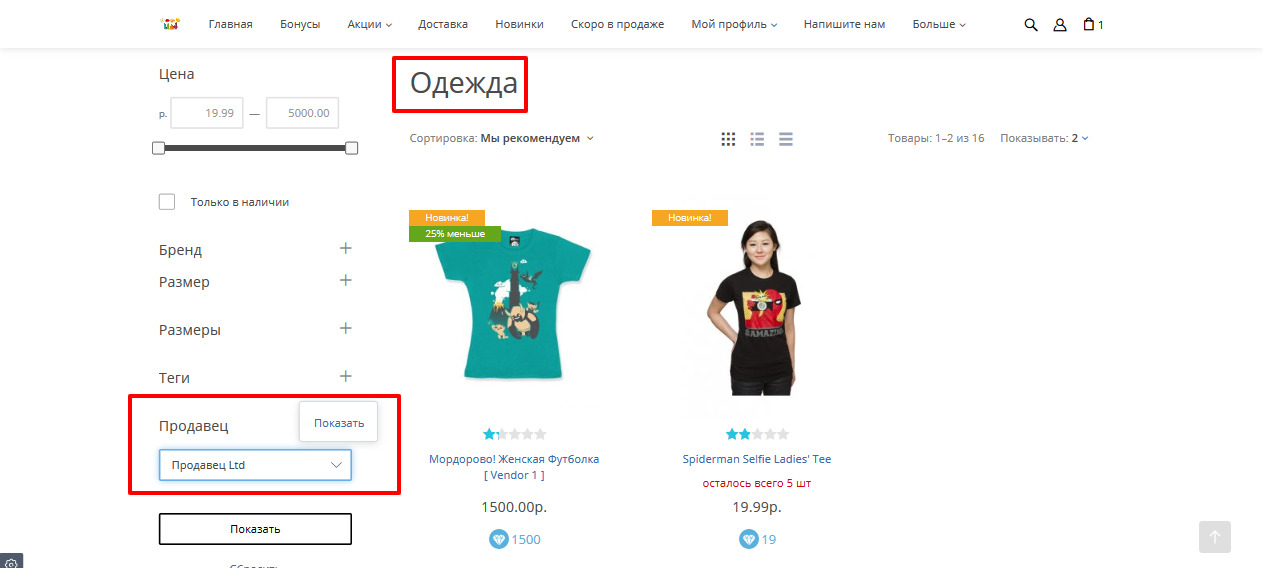 Главная Бонусы Акции Доставка Новинки Скоро в продаже Мой профиль Напишите нам Больше 1
Цена
р. 19.99 — 5000.00
Только в наличии
Бренд
Размер
Размеры
Теги
Продавец
Показать
Продавец Ltd
Показать
Одежда
Сортировка: Мы рекомендуем Товары: 1–2 из 16 Показывать: 2
Новинка!
25% меньше
Мордорово! Женская Футболка
[ Vendor 1 ]
1500.00р.
1500
Новинка!
Spiderman Selfie Ladies' Tee
осталось всего 5 шт
19.99р.
19